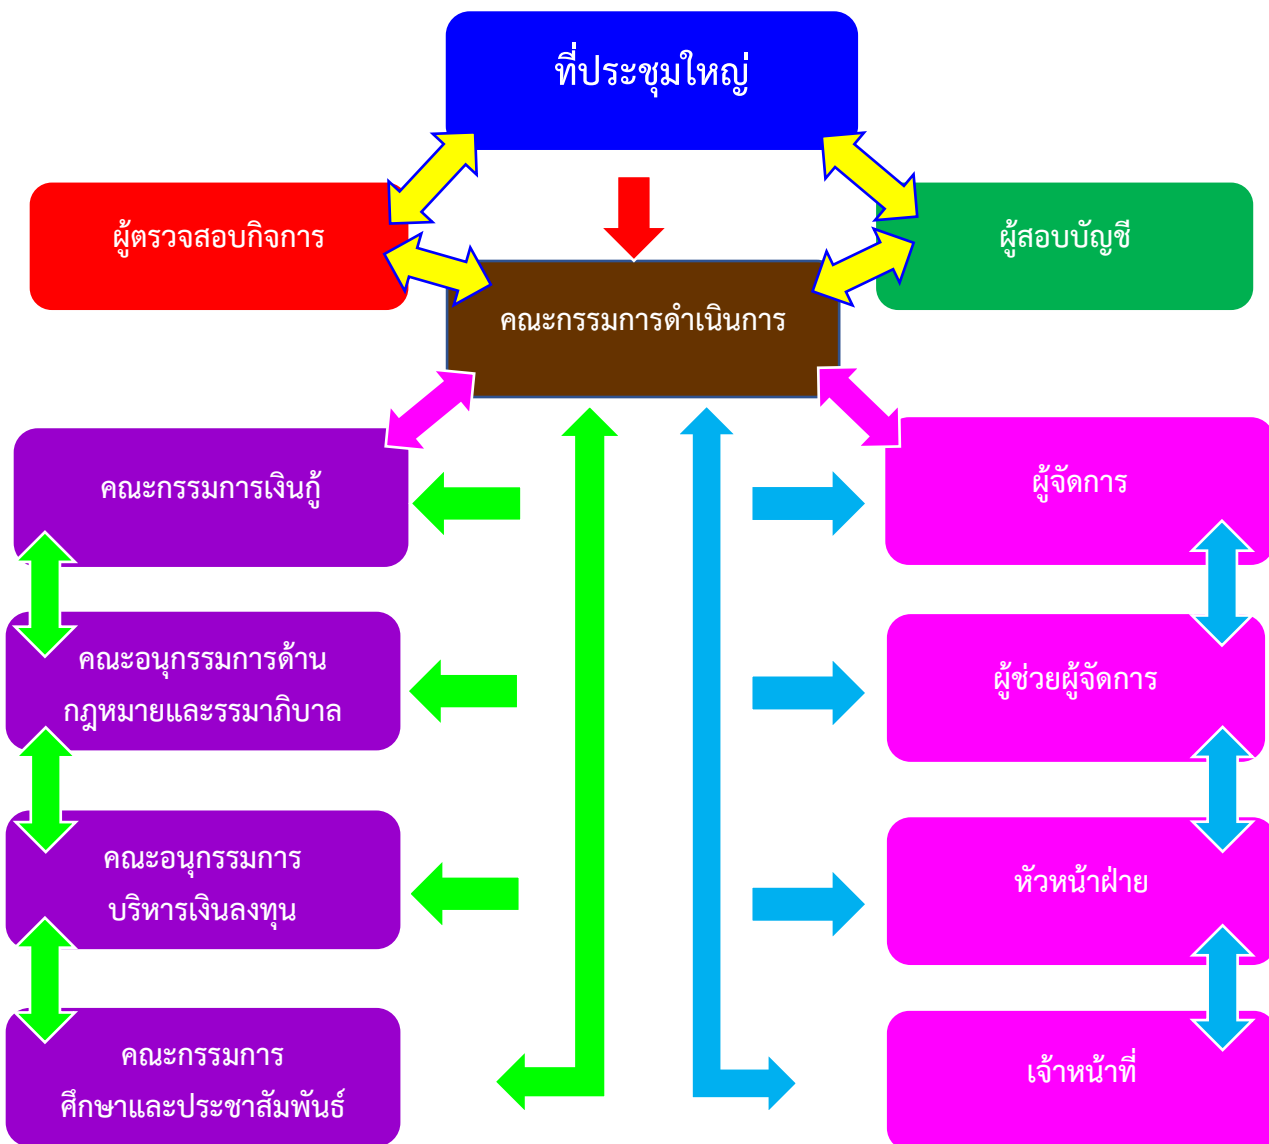 ที่ประชุมใหญ่
ผู้ตรวจสอบกิจการ
ผู้สอบบัญชี
คณะกรรมการดำเนินการ
คณะกรรมการเงินกู้
ผู้จัดการ
คณะอนุกรรมการด้าน
กฎหมายและรรมาภิบาล
ผู้ช่วยผู้จัดการ
คณะอนุกรรมการ
บริหารเงินลงทุน
หัวหน้าฝ่าย
คณะกรรมการ
ศึกษาและประชาสัมพันธ์
เจ้าหน้าที่